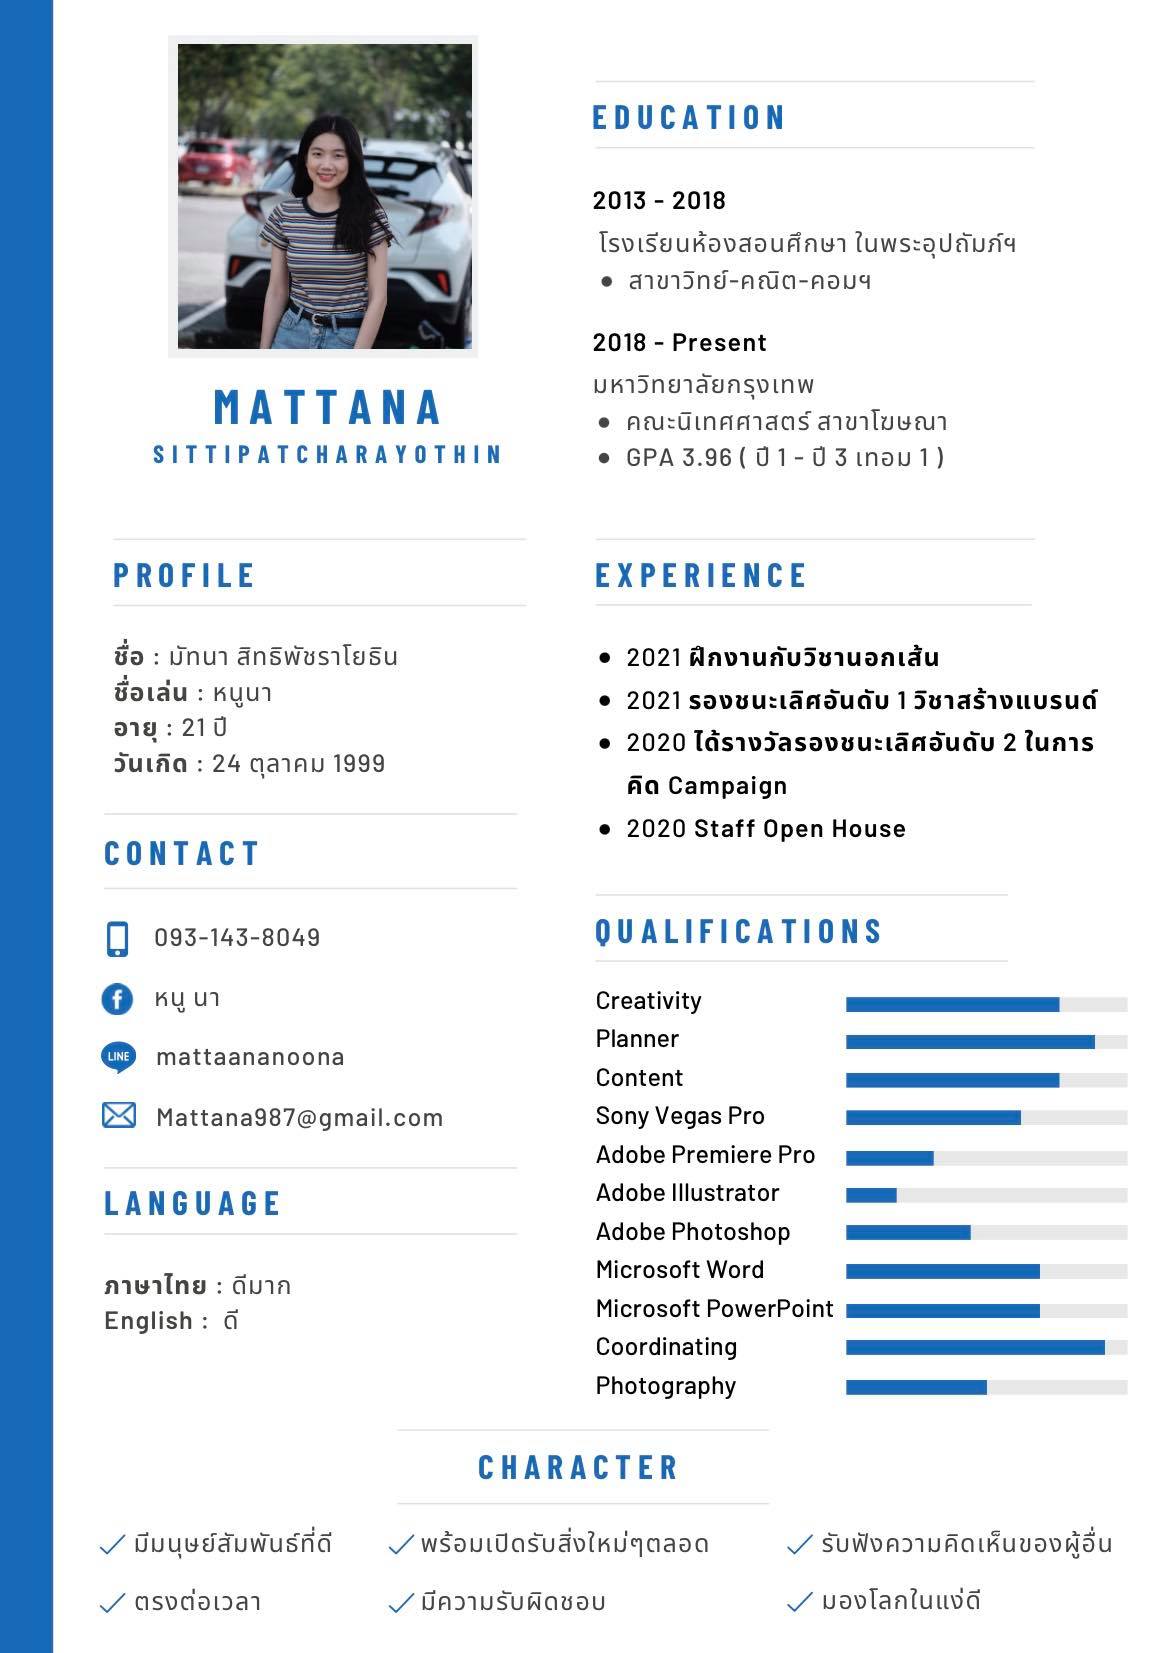 MATTANA
SITTIPATCHARAYOTHIN
PROFILE
ชื่อ : มัทนา สิทธิพัชราโยธิน
ชื่อเล่น : หนูนา
อายุ : 21 ปี
วันเกิด : 24 ตุลาคม 1999
CONTACT
093-143-8049
หนู นา
LINE
mattaananoona
Mattana987@gmail.com
LANGUAGE
ภาษาไทย : ดีมาก
English : ดี
EDUCATION
2013 - 2018
โรงเรียนห้องสอนศึกษา ในพระอุปถัมภ์ฯ
● สาขาวิทย์-คณิต-คอมฯ
2018 - Present
มหาวิทยาลัยกรุงเทพ
● คณะนิเทศศาสตร์ สาขาโฆษณา
● GPA 3.96 ( ปี 1 - ปี 3 เทอม 1 )
EXPERIENCE
● 2021 ฝึกงานกับวิชานอกเส้น
● 2021 รองชนะเลิศอันดับ 1 วิชาสร้างแบรนด์
● 2020 ได้รางวัลรองชนะเลิศอันดับ 2 ในการ
คิด Campaign
● 2020 Staff Open House
QUALIFICATIONS
Creativity
Planner
Content
Sony Vegas Pro
Adobe Premiere Pro
Adobe Illustrator
Adobe Photoshop
Microsoft Word
Microsoft PowerPoint
Coordinating
Photography
CHARACTER
มีมนุษย์สัมพันธ์ที่ดี
พร้อมเปิดรับสิ่งใหม่ๆตลอด
รับฟังความคิดเห็นของผู้อื่น
ตรงต่อเวลา
มีความรับผิดชอบ
มองโลกในแง่ดี